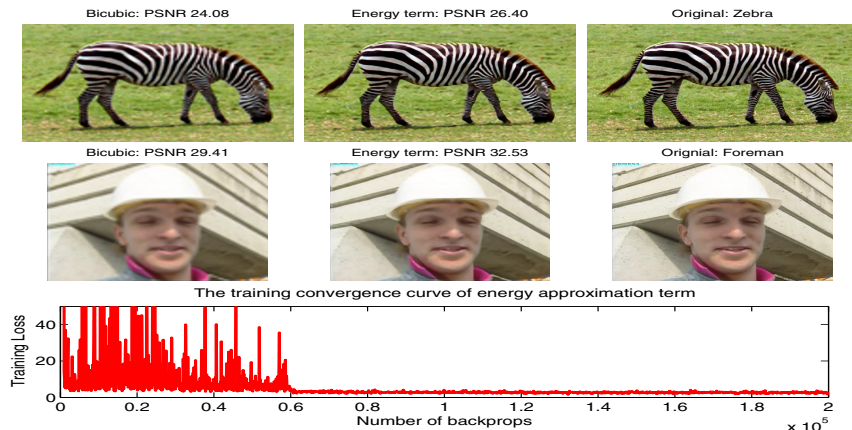 Bicubic: PSNR 24.08
Energy term: PSNR 26.40
Original: Zebra
Bicubic: PSNR 29.41
Energy term: PSNR 32.53
Orignial: Foreman
The training convergence curve of energy approximation term
Training Loss
40
20
0
0 0.2 0.4 0.6 0.8 1 1.2 1.4 1.6 1.8 2
Number of backprops
× 10^5